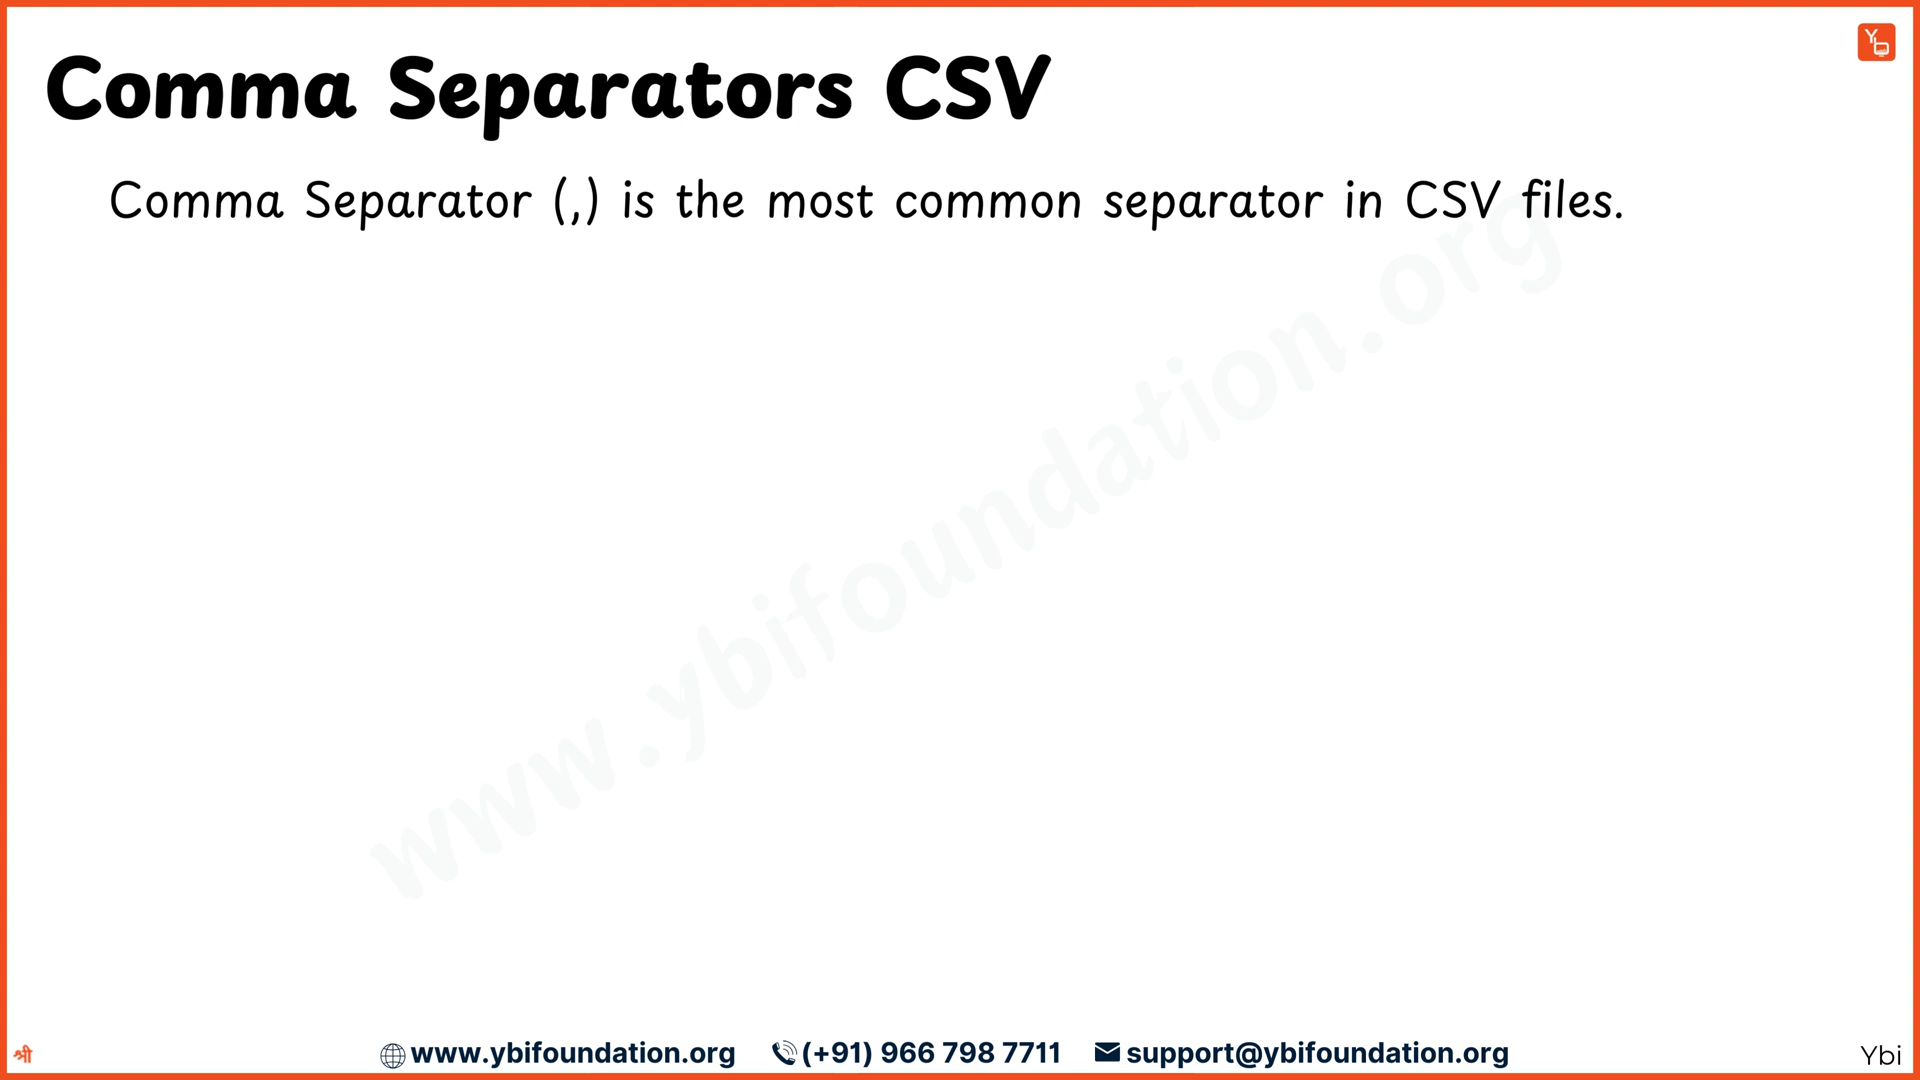 Comma Separators CSV
Comma Separator (,) is the most common separator in CSV files.
www.ybifoundation.org
श्री
www.ybifoundation.org (+91) 966 798 7711 support@ybifoundation.org
Ybi